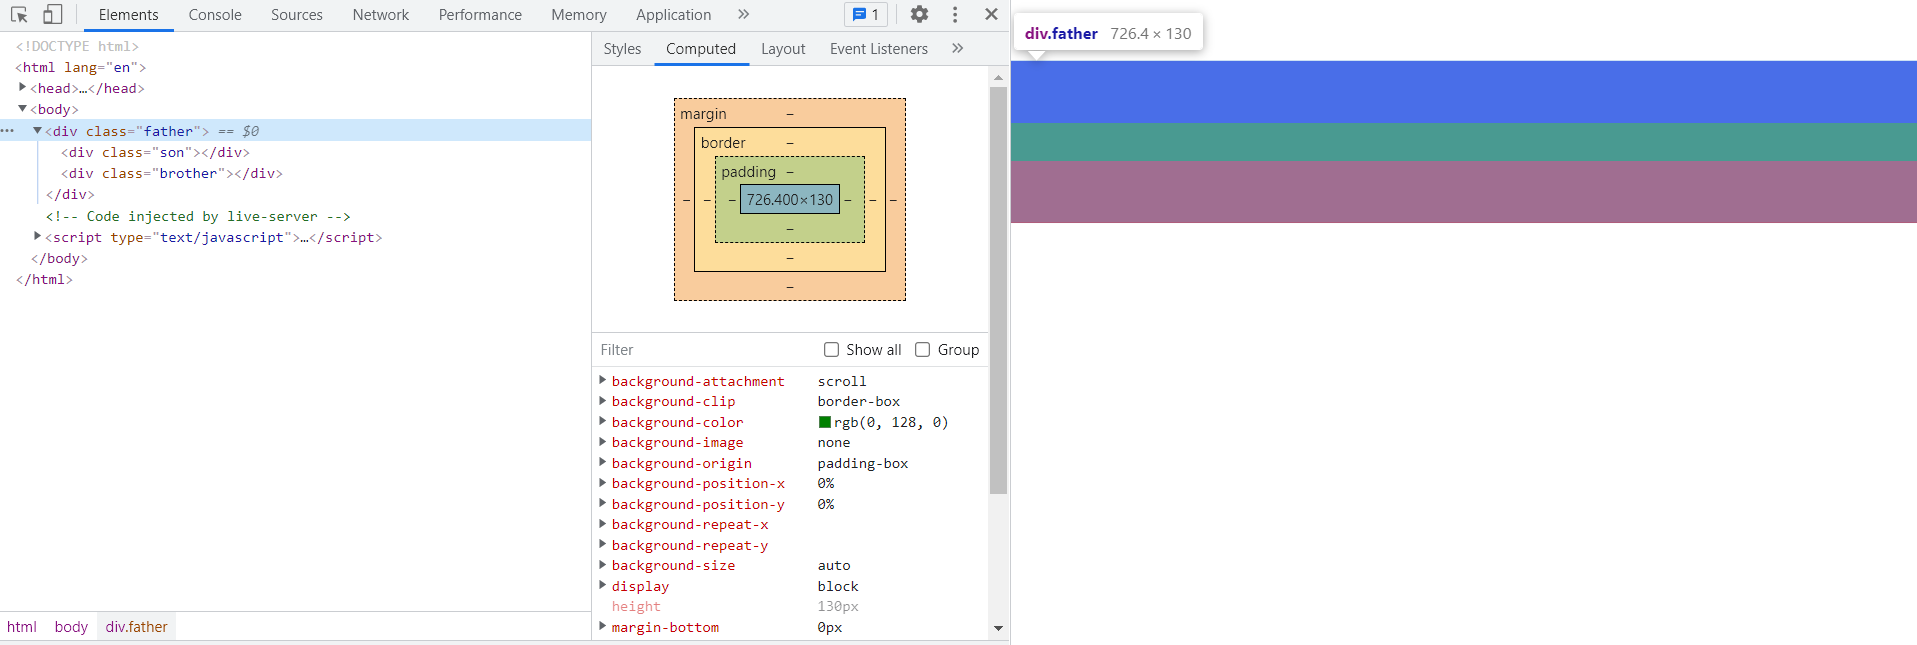 Elements Console Sources Network Performance Memory Application » 1
<!DOCTYPE html>
<html lang="en">
<head>…</head>
<body>
<div class="father"> == $0
<div class="son"></div>
<div class="brother"></div>
</div>
<!-- Code injected by live-server -->
<script type="text/javascript">…</script>
</body>
</html>
html body div.father
Styles Computed Layout Event Listeners »
margin –
border –
padding –
– – – 726.400×130 – – –
–
–
–
Filter Show all Group
background-attachment scroll
background-clip border-box
background-color rgb(0, 128, 0)
background-image none
background-origin padding-box
background-position-x 0%
background-position-y 0%
background-repeat-x
background-repeat-y
background-size auto
display block
height 130px
margin-bottom 0px
div.father 726.4 × 130